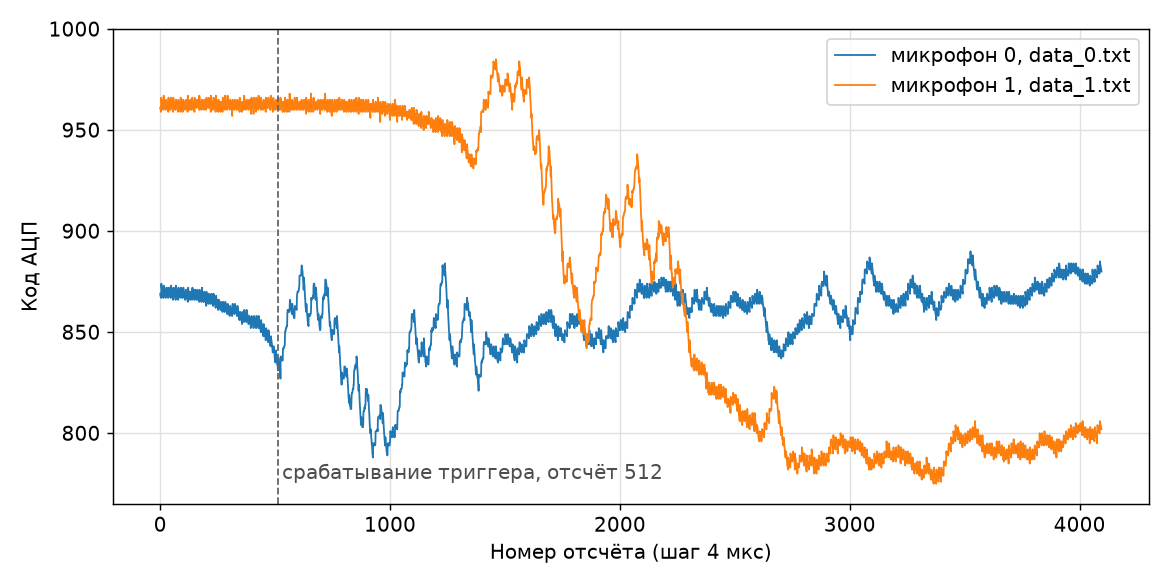 1000
950
900
850
800
Код АЦП
микрофон 0, data_0.txt
микрофон 1, data_1.txt
срабатывание триггера, отсчёт 512
0
1000
2000
3000
4000
Номер отсчёта (шаг 4 мкс)